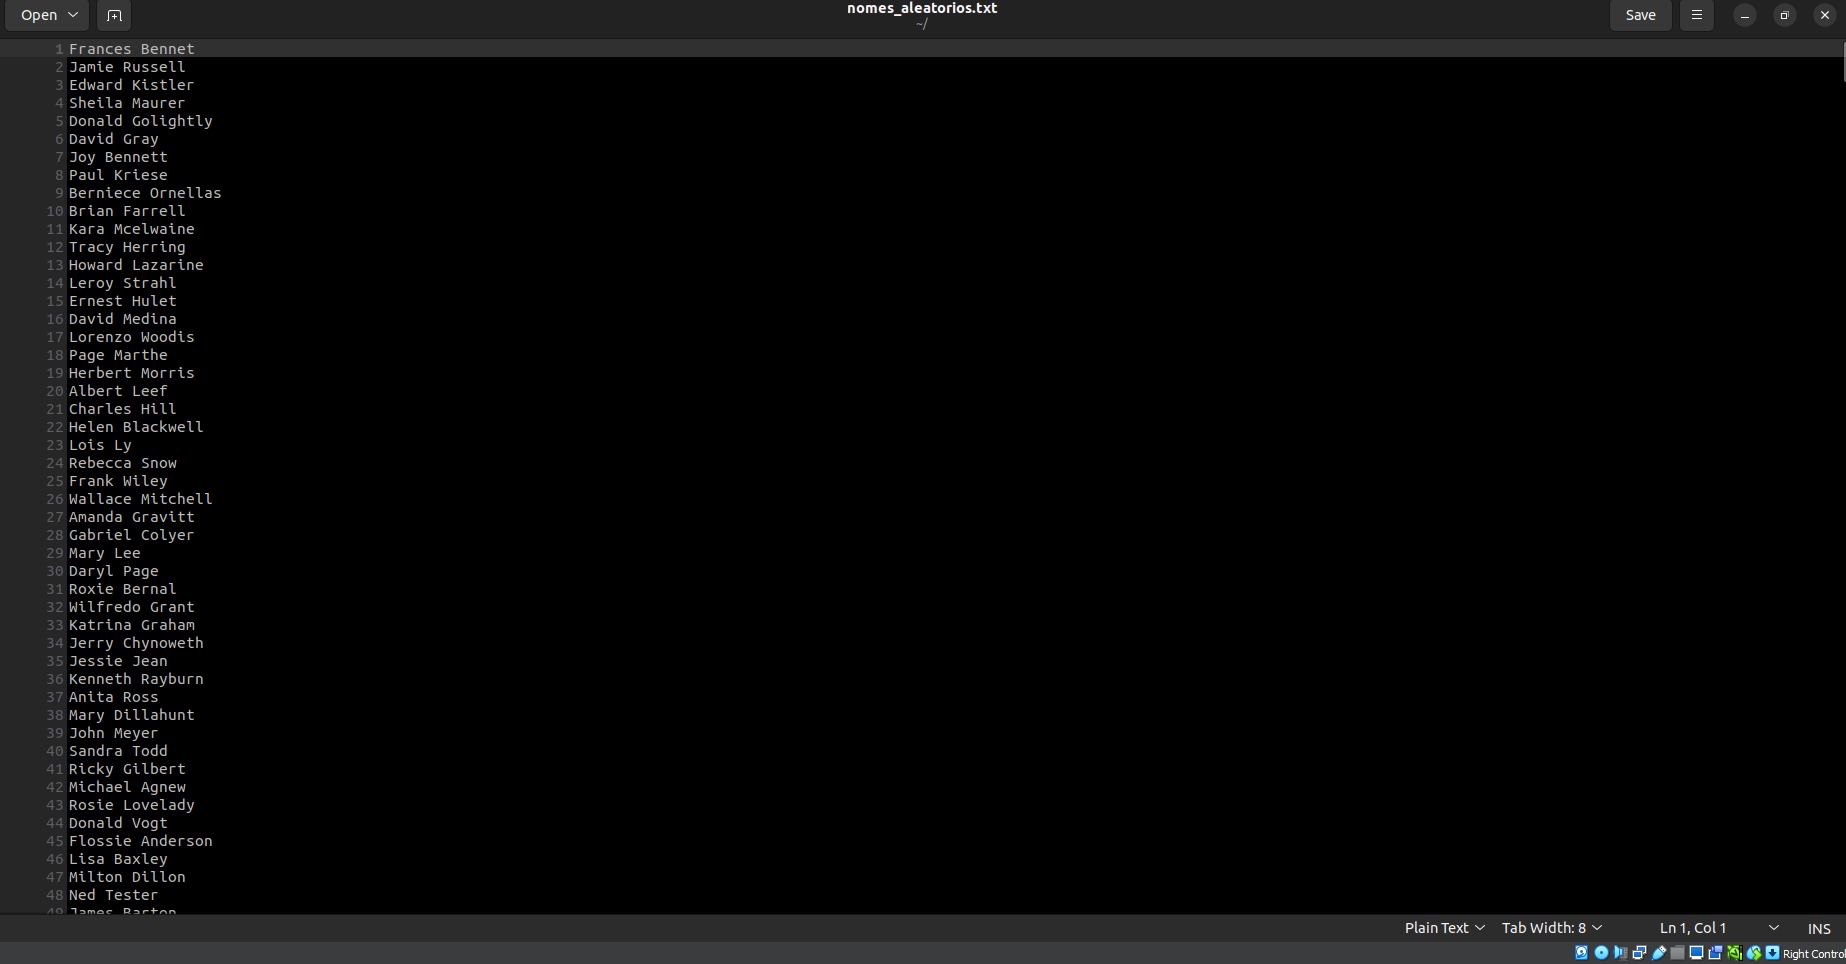 Open
nomes_aleatorios.txt
~/
Save
1 Frances Bennet
2 Jamie Russell
3 Edward Kistler
4 Sheila Maurer
5 Donald Golightly
6 David Gray
7 Joy Bennett
8 Paul Kriese
9 Berniece Ornellas
10 Brian Farrell
11 Kara Mcelwaine
12 Tracy Herring
13 Howard Lazarine
14 Leroy Strahl
15 Ernest Hulet
16 David Medina
17 Lorenzo Woodis
18 Page Marthe
19 Herbert Morris
20 Albert Leef
21 Charles Hill
22 Helen Blackwell
23 Lois Ly
24 Rebecca Snow
25 Frank Wiley
26 Wallace Mitchell
27 Amanda Gravitt
28 Gabriel Colyer
29 Mary Lee
30 Daryl Page
31 Roxie Bernal
32 Wilfredo Grant
33 Katrina Graham
34 Jerry Chynoweth
35 Jessie Jean
36 Kenneth Rayburn
37 Anita Ross
38 Mary Dillahunt
39 John Meyer
40 Sandra Todd
41 Ricky Gilbert
42 Michael Agnew
43 Rosie Lovelady
44 Donald Vogt
45 Flossie Anderson
46 Lisa Baxley
47 Milton Dillon
48 Ned Tester
49 James Barton
Plain Text Tab Width: 8 Ln 1, Col 1 INS
Right Control